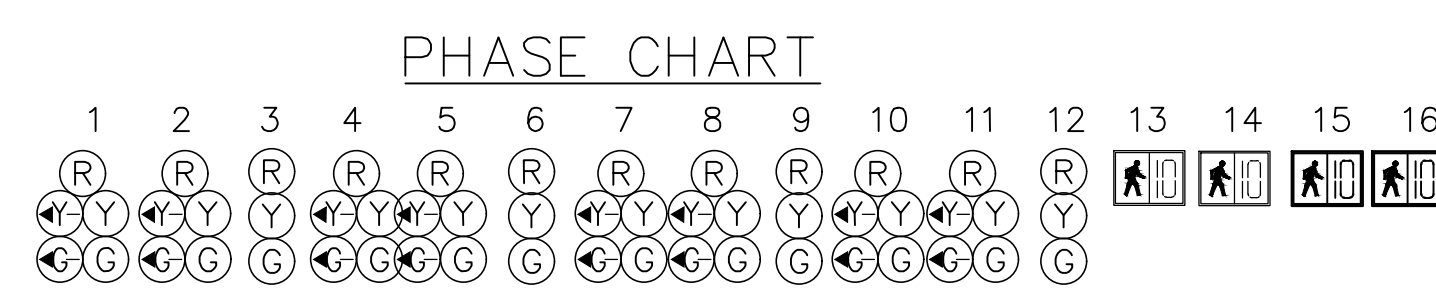 PHASE CHART
1 2 3 4 5 6 7 8 9 10 11 12 13 14 15 16
R R R R R R R R R R R R 10 10 10 10
Y Y Y Y Y Y Y Y Y Y Y Y Y Y Y Y Y Y Y Y
G G G G G G G G G G G G G G G G G G G G